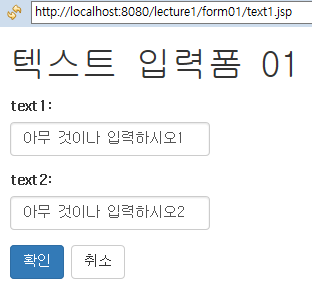 http://localhost:8080/lecture1/form01/text1.jsp
텍스트 입력폼 01
text1:
아무 것이나 입력하시오1
text2:
아무 것이나 입력하시오2
확인 취소